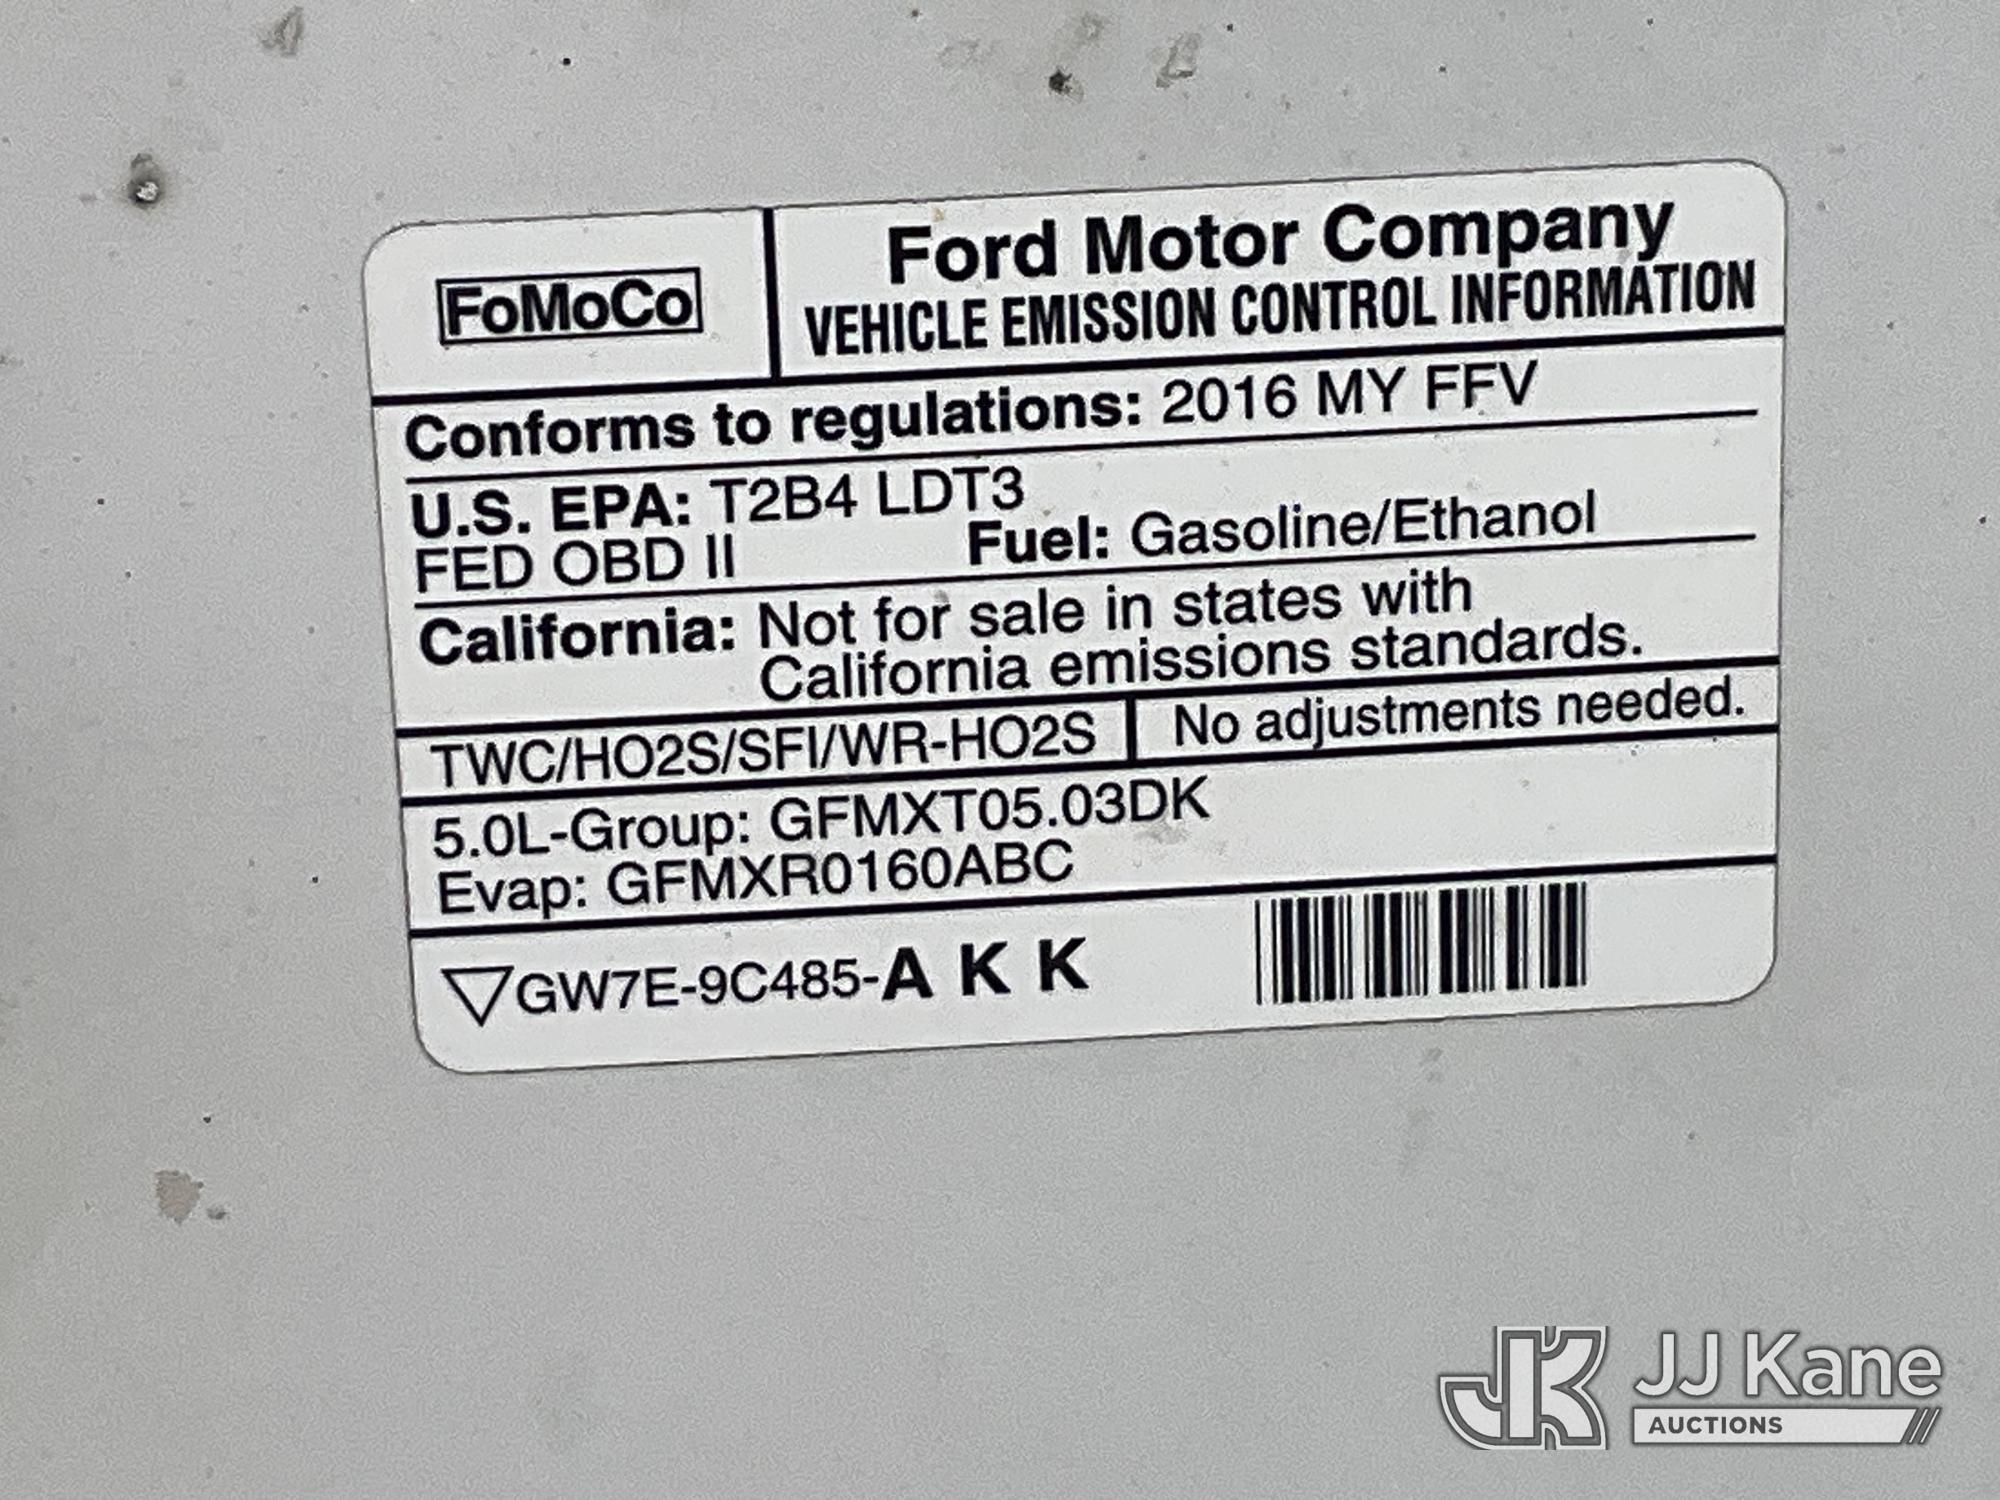 FoMoCo
Ford Motor Company
VEHICLE EMISSION CONTROL INFORMATION
Conforms to regulations: 2016 MY FFV
U.S. EPA: T2B4 LDT3
FED OBD II Fuel: Gasoline/Ethanol
California: Not for sale in states with
California emissions standards.
TWC/HO2S/SFI/WR-HO2S No adjustments needed.
5.0L-Group: GFMXT05.03DK
Evap: GFMXR0160ABC
GW7E-9C485-A K K
JK JJ Kane
AUCTIONS